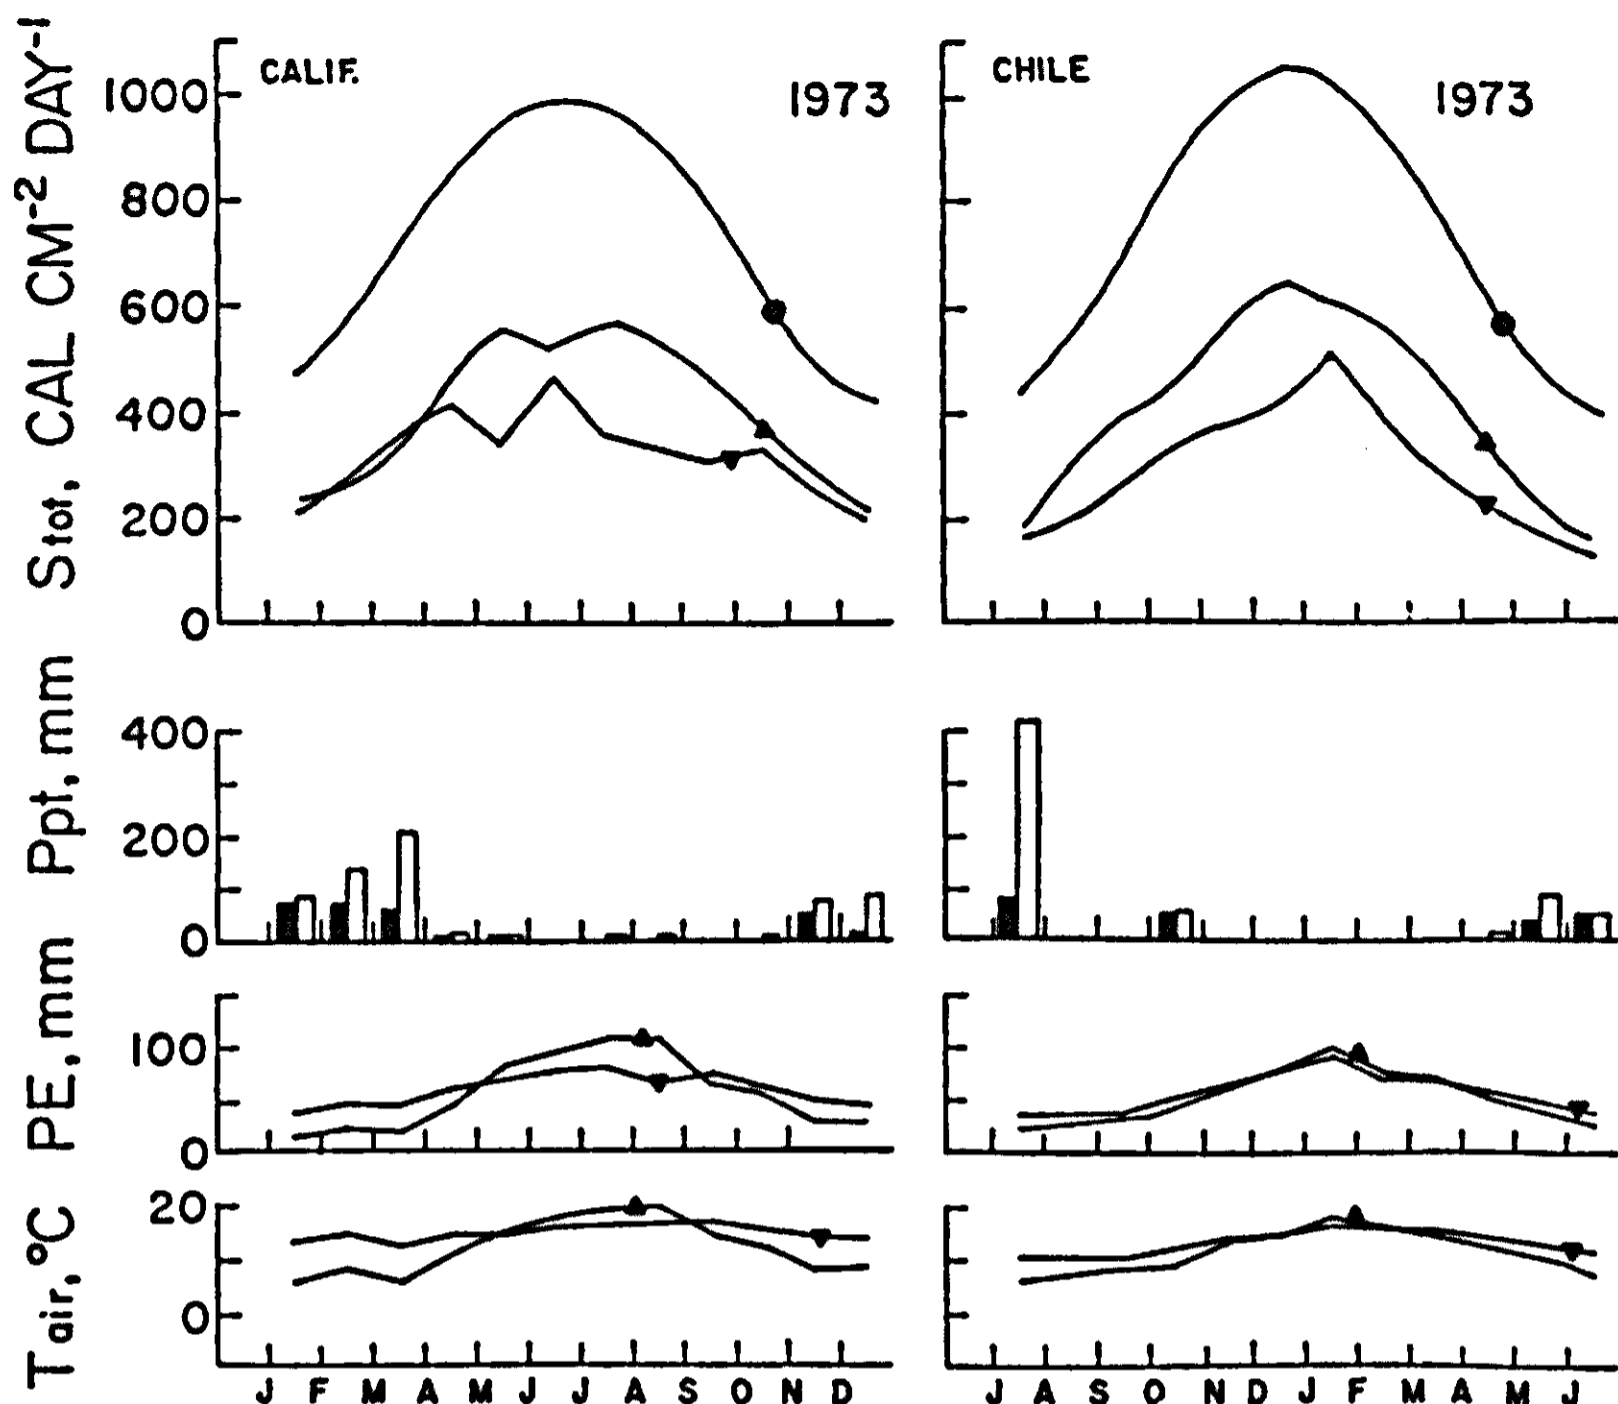 Stot, CAL CM-2 DAY-1
CALIF.
1973
1000
800
600
400
200
0
CHILE
1973
Ppt, mm
400
200
0
PE, mm
100
0
Tair, °C
20
0
J F M A M J J A S O N D
J A S O N D J F M A M J